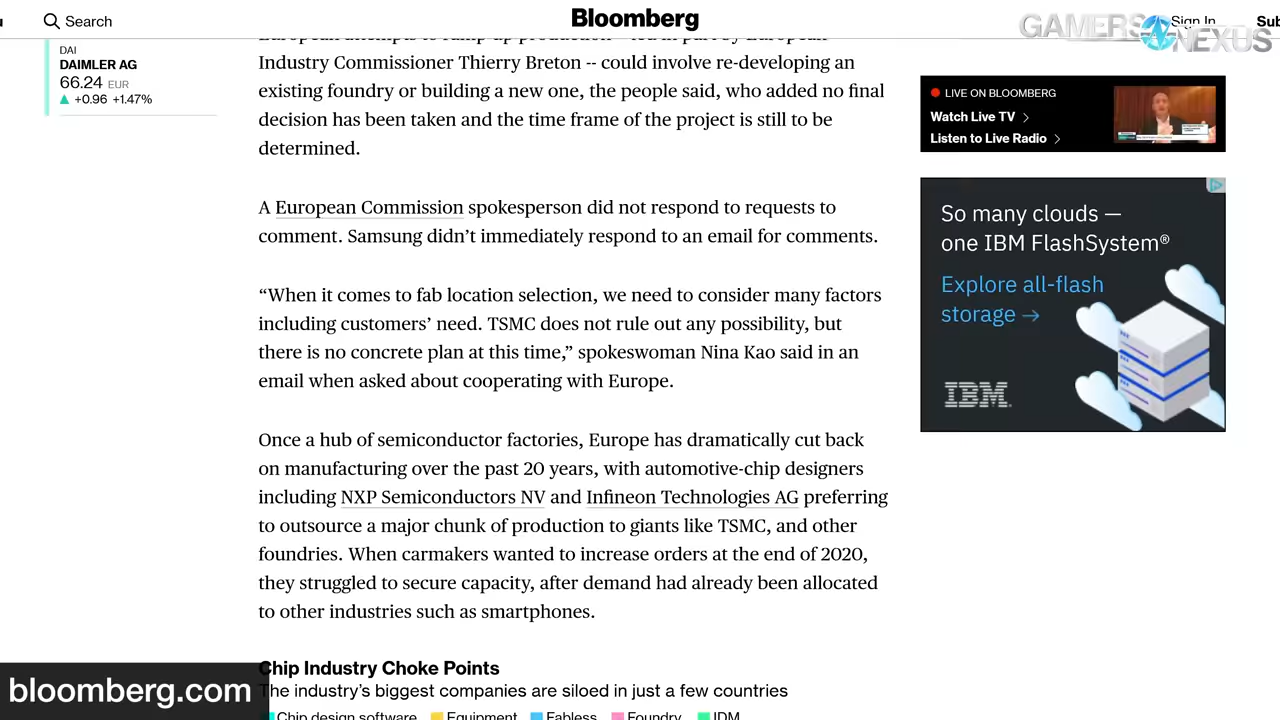 Search
Bloomberg
Sign In
Sub
GAMERS NEXUS
DAI
DAIMLER AG
66.24 EUR
+0.96 +1.47%
Industry Commissioner Thierry Breton -- could involve re-developing an
existing foundry or building a new one, the people said, who added no final
decision has been taken and the time frame of the project is still to be
determined.
A European Commission spokesperson did not respond to requests to
comment. Samsung didn’t immediately respond to an email for comments.
“When it comes to fab location selection, we need to consider many factors
including customers’ need. TSMC does not rule out any possibility, but
there is no concrete plan at this time,” spokeswoman Nina Kao said in an
email when asked about cooperating with Europe.
Once a hub of semiconductor factories, Europe has dramatically cut back
on manufacturing over the past 20 years, with automotive-chip designers
including NXP Semiconductors NV and Infineon Technologies AG preferring
to outsource a major chunk of production to giants like TSMC, and other
foundries. When carmakers wanted to increase orders at the end of 2020,
they struggled to secure capacity, after demand had already been allocated
to other industries such as smartphones.
Chip Industry Choke Points
The industry’s biggest companies are siloed in just a few countries
Chip design software Equipment Fabless Foundry IDM
LIVE ON BLOOMBERG
Watch Live TV
Listen to Live Radio
So many clouds —
one IBM FlashSystem®
Explore all-flash
storage →
IBM
bloomberg.com